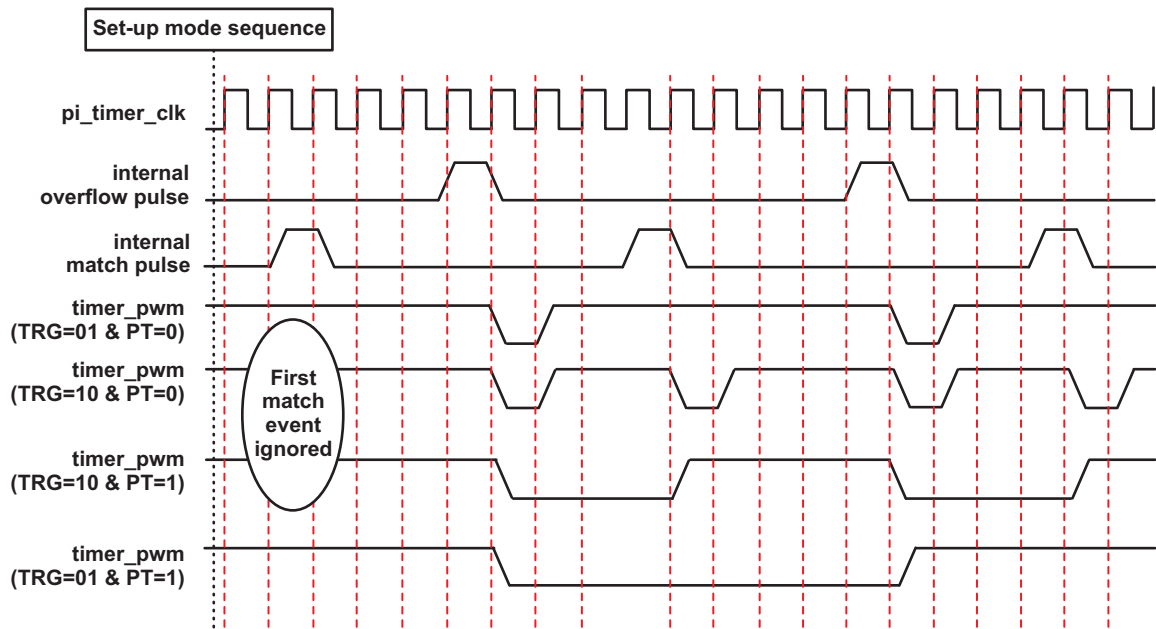 Set-up mode sequence
pi_timer_clk
internal
overflow pulse
internal
match pulse
timer_pwm
(TRG=01 & PT=0)
timer_pwm
(TRG=10 & PT=0)
First
match
event
ignored
timer_pwm
(TRG=10 & PT=1)
timer_pwm
(TRG=01 & PT=1)